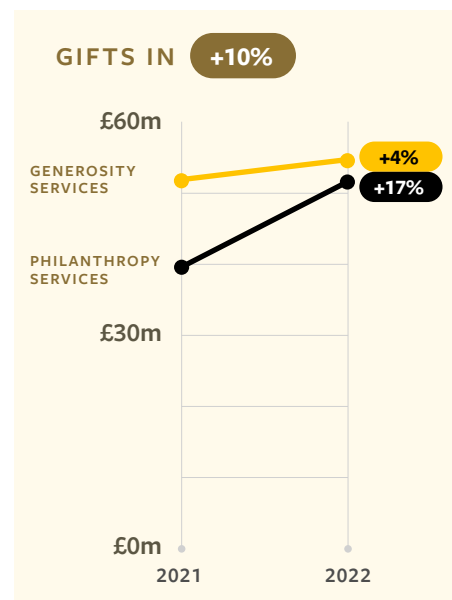 GIFTS IN +10%
£60m
GENEROSITY
SERVICES
+4%
+17%
PHILANTHROPY
SERVICES
£30m
£0m
2021 2022